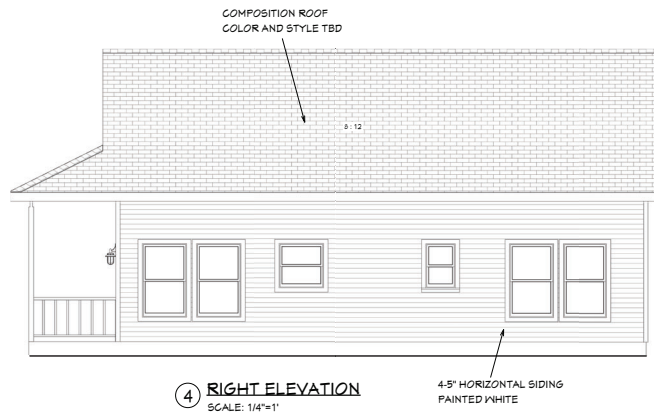 COMPOSITION ROOF
COLOR AND STYLE TBD
8 : 12
4-5" HORIZONTAL SIDING
PAINTED WHITE
4 RIGHT ELEVATION
SCALE: 1/4"=1'